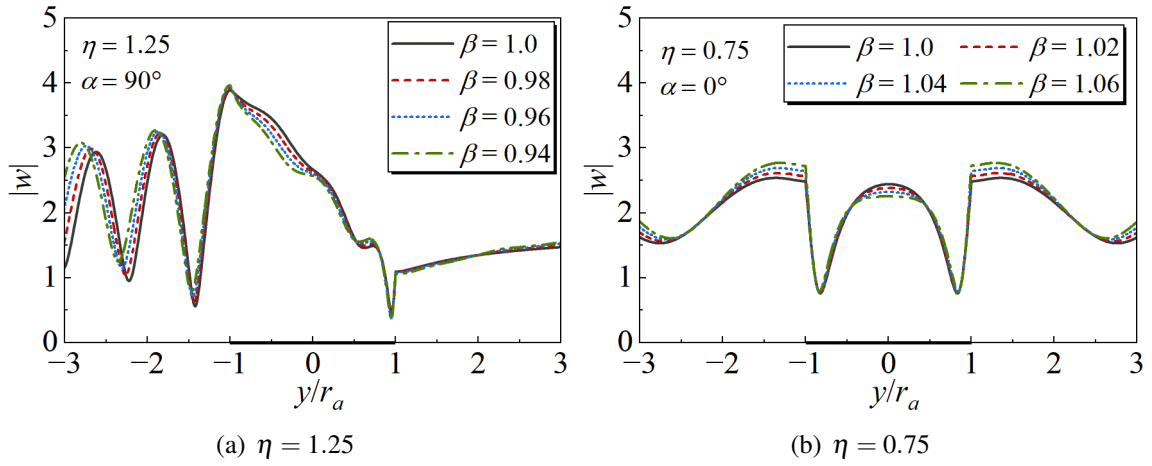 5
4
3
2
1
0
|w|
η = 1.25
α = 90°
β = 1.0
β = 0.98
β = 0.96
β = 0.94
−3 −2 −1 0 1 2 3
y/rₐ
(a) η = 1.25
5
4
3
2
1
0
|w|
η = 0.75
α = 0°
β = 1.0 β = 1.02
β = 1.04 β = 1.06
−3 −2 −1 0 1 2 3
y/rₐ
(b) η = 0.75